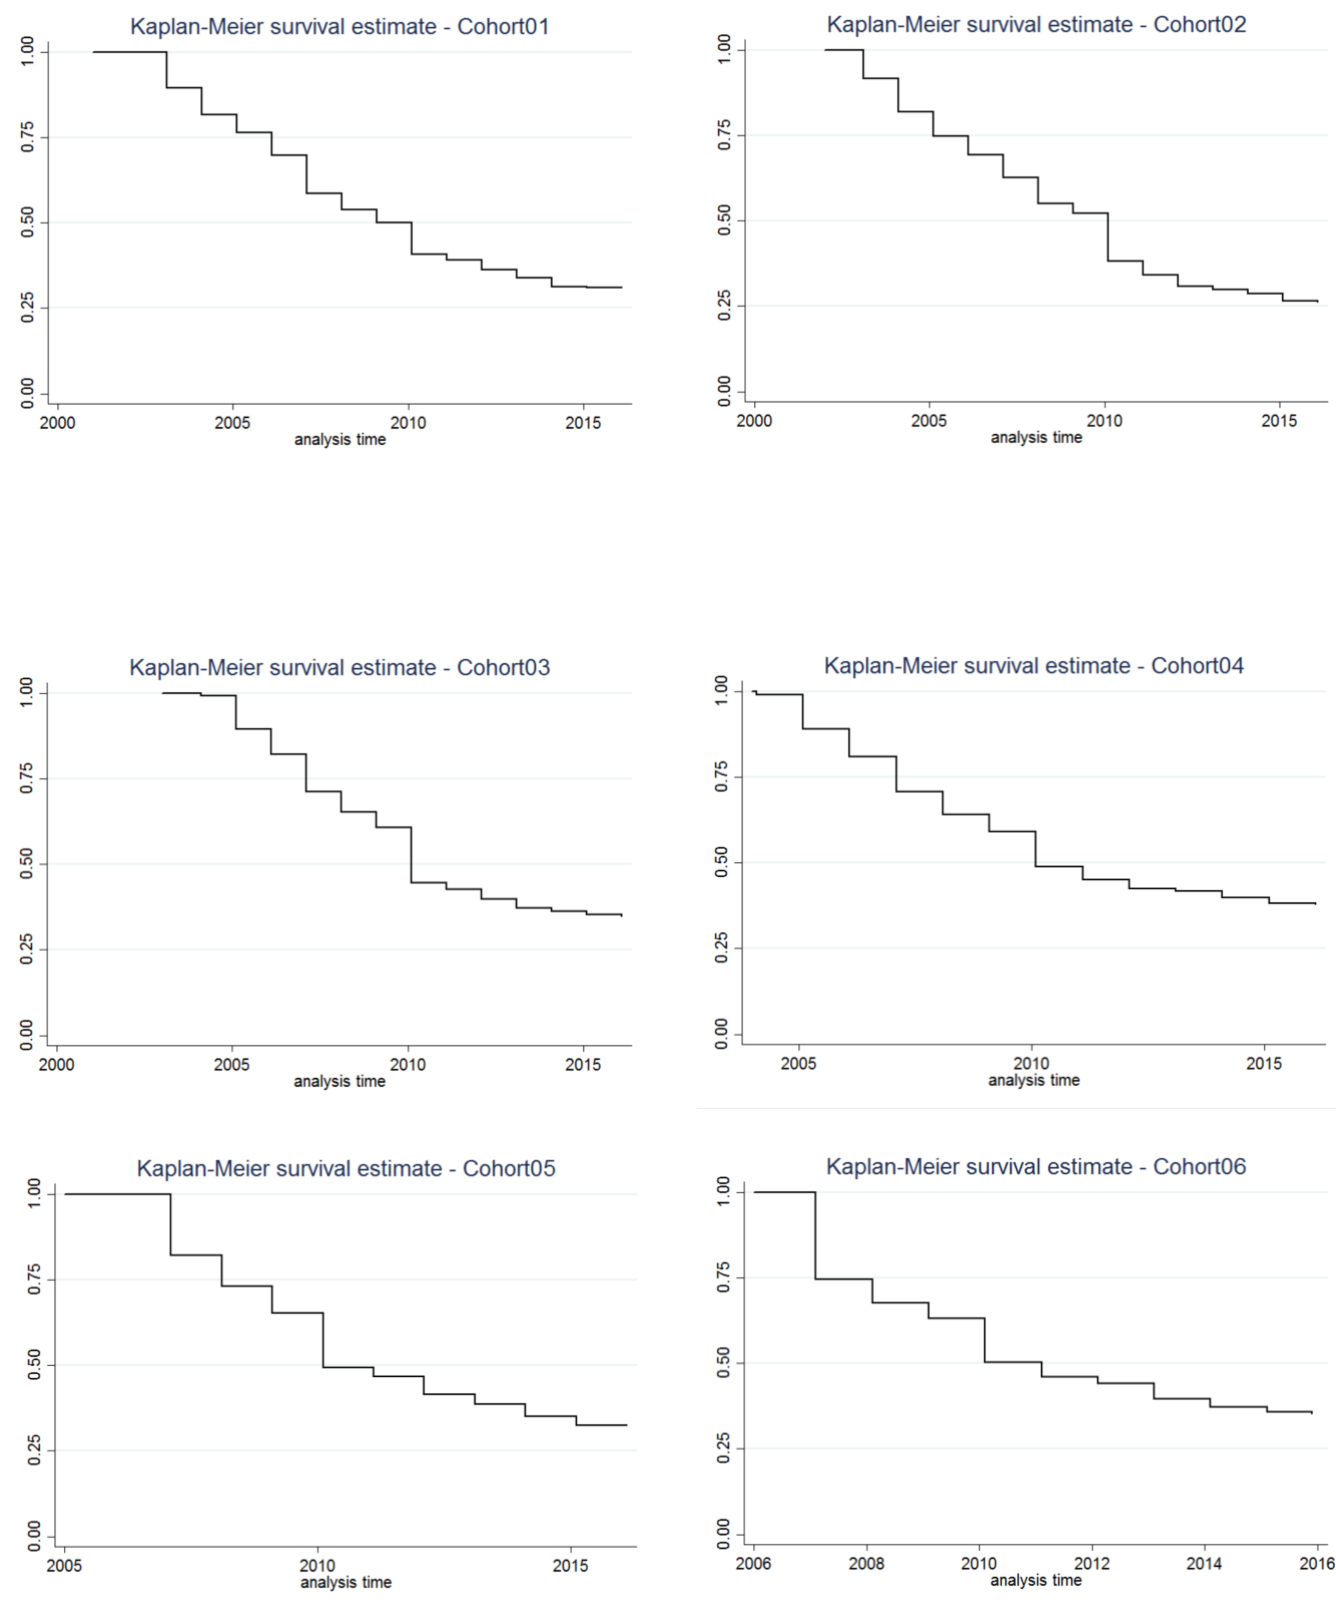 Kaplan-Meier survival estimate - Cohort01
1.00
0.75
0.50
0.25
0.00
2000 2005 2010 2015
analysis time
Kaplan-Meier survival estimate - Cohort02
1.00
0.75
0.50
0.25
0.00
2000 2005 2010 2015
analysis time
Kaplan-Meier survival estimate - Cohort03
1.00
0.75
0.50
0.25
0.00
2000 2005 2010 2015
analysis time
Kaplan-Meier survival estimate - Cohort04
1.00
0.75
0.50
0.25
0.00
2005 2010 2015
analysis time
Kaplan-Meier survival estimate - Cohort05
1.00
0.75
0.50
0.25
0.00
2005 2010 2015
analysis time
Kaplan-Meier survival estimate - Cohort06
1.00
0.75
0.50
0.25
0.00
2006 2008 2010 2012 2014 2016
analysis time